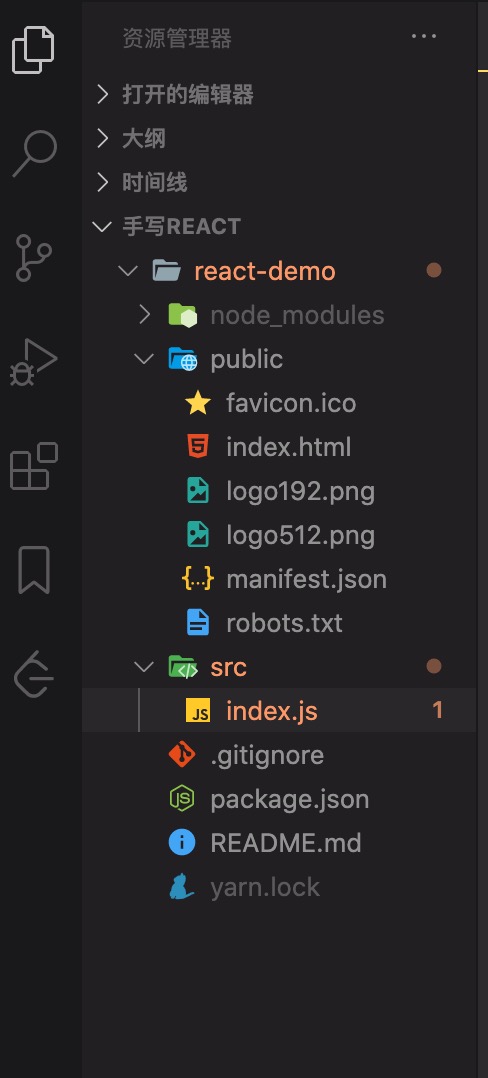 资源管理器
打开的编辑器
大纲
时间线
手写REACT
react-demo
node_modules
public
favicon.ico
index.html
logo192.png
logo512.png
manifest.json
robots.txt
src
index.js 1
.gitignore
package.json
README.md
yarn.lock